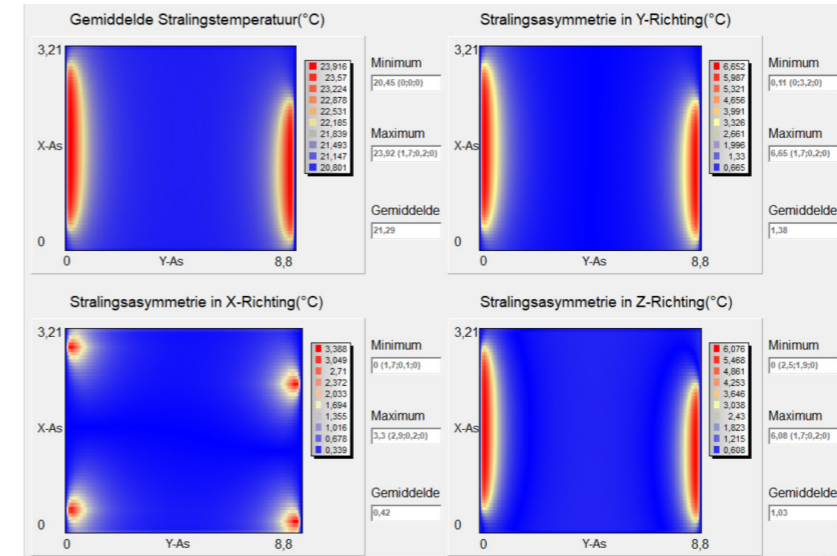 Gemiddelde Stralingstemperatuur(°C)
3,21
X-As
0
0
Y-As
8,8
23,916
23,57
23,224
22,878
22,531
22,185
21,839
21,493
21,147
20,801
Minimum
20,45 (0;0;0)
Maximum
23,92 (1,7;0,2;0)
Gemiddelde
21,29
Stralingsasymmetrie in Y-Richting(°C)
3,21
X-As
0
0
Y-As
8,8
6,652
5,987
5,321
4,656
3,991
3,326
2,661
1,996
1,33
0,665
Minimum
0,11 (0;3,2;0)
Maximum
6,65 (1,7;0,2;0)
Gemiddelde
1,38
Stralingsasymmetrie in X-Richting(°C)
3,21
X-As
0
0
Y-As
8,8
3,388
3,049
2,71
2,372
2,033
1,694
1,355
1,016
0,678
0,339
Minimum
0 (1,7;0,1;0)
Maximum
3,3 (2,9;0,2;0)
Gemiddelde
0,42
Stralingsasymmetrie in Z-Richting(°C)
3,21
X-As
0
0
Y-As
8,8
6,076
5,468
4,861
4,253
3,646
3,038
2,43
1,823
1,215
0,608
Minimum
0 (2,5;1,9;0)
Maximum
6,08 (1,7;0,2;0)
Gemiddelde
1,03